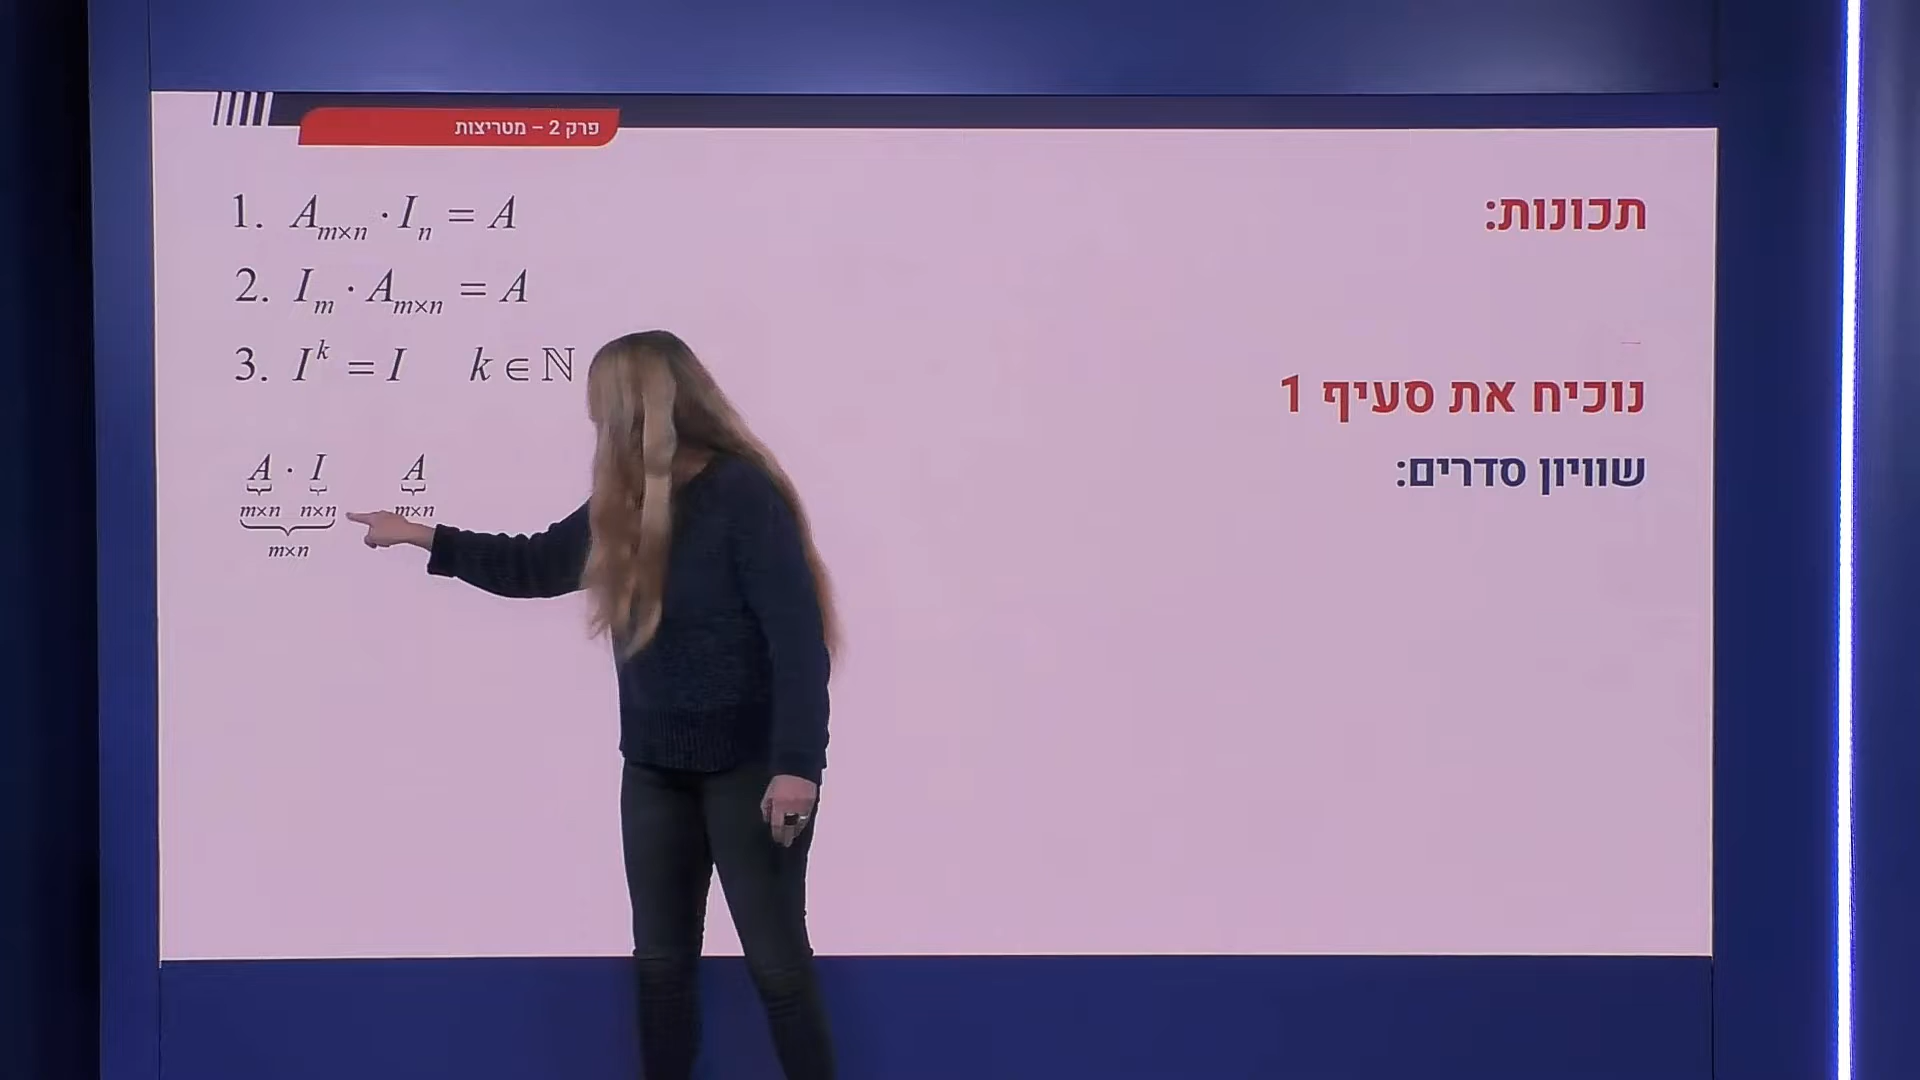 פרק 2 – מטריצות
תכונות:
1. A_{m×n} · I_n = A
2. I_m · A_{m×n} = A
3. I^k = I k ∈ ℕ
נוכיח את סעיף 1
שוויון סדרים:
A · I A
m×n n×n m×n
m×n